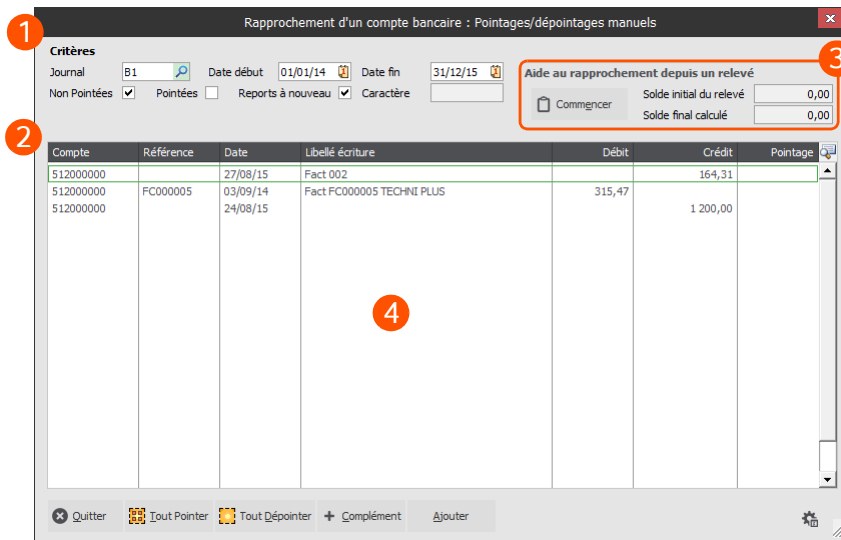 Rapprochement d'un compte bancaire : Pointages/dépointages manuels
1
Critères
3
Journal B1 Date début 01/01/14 Date fin 31/12/15
Aide au rapprochement depuis un relevé
Non Pointées Pointées Reports à nouveau Caractère
Commencer
Solde initial du relevé 0,00
Solde final calculé 0,00
2
Compte Référence Date Libellé écriture Débit Crédit Pointage
512000000 27/08/15 Fact 002 164,31
512000000 FC000005 03/09/14 Fact FC000005 TECHNI PLUS 315,47
512000000 24/08/15 1 200,00
4
Quitter Tout Pointer Tout Dépointer Complément Ajouter